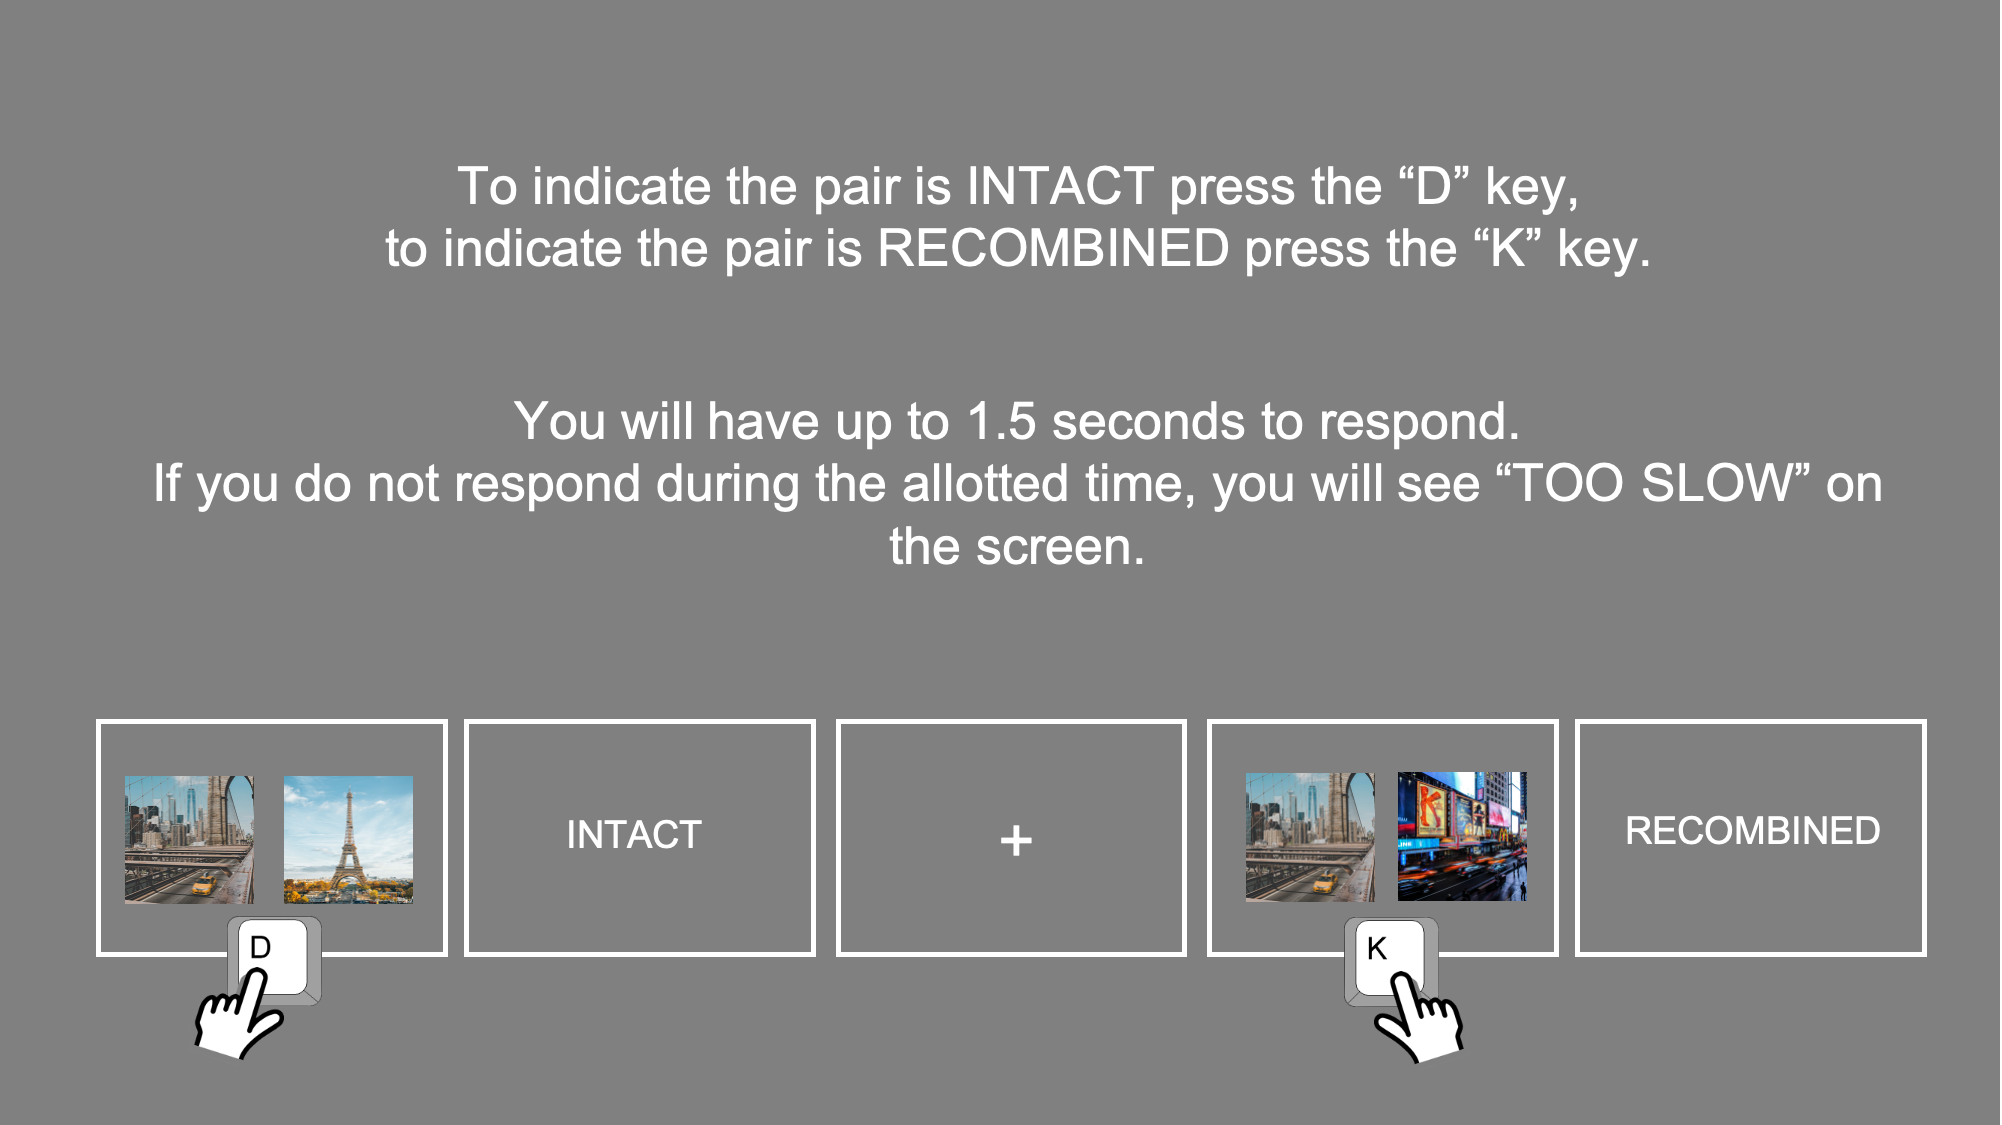 To indicate the pair is INTACT press the “D” key,
to indicate the pair is RECOMBINED press the “K” key.
You will have up to 1.5 seconds to respond.
If you do not respond during the allotted time, you will see “TOO SLOW” on
the screen.
INTACT
+
RECOMBINED
D
K